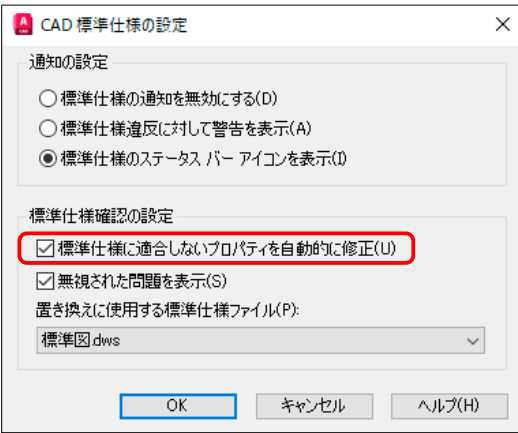 CAD 標準仕様の設定
通知の設定
標準仕様の通知を無効にする(D)
標準仕様違反に対して警告を表示(A)
標準仕様のステータス バー アイコンを表示(I)
標準仕様確認の設定
標準仕様に適合しないプロパティを自動的に修正(U)
無視された問題を表示(S)
置き換えに使用する標準仕様ファイル(P):
標準図.dws
OK キャンセル ヘルプ(H)